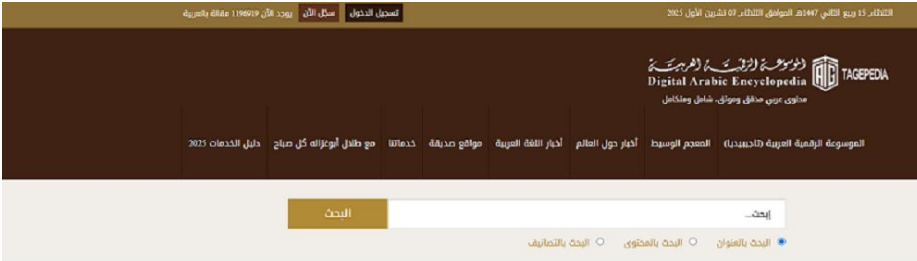 الثلاثاء, 15 ربيع الثاني 1447هـ الموافق الثلاثاء, 07 تشرين الأول 2025
يوجد الآن 1198919 مقالة بالعربية سجّل الآن تسجيل الدخول
الموسوعة الرقمية العربية
Digital Arabic Encyclopedia
TAG TAGEPEDIA
محتوى عربي مدقق وموثق، شامل ومتكامل
الموسوعة الرقمية العربية (تاجيبيديا) المعجم الوسيط أخبار حول العالم أخبار اللغة العربية مواقع صديقة خدماتنا مع طلال أبوغزاله كل صباح دليل الخدمات 2025
إبحث...
البحث
البحث بالعنوان البحث بالمحتوى البحث بالتصانيف